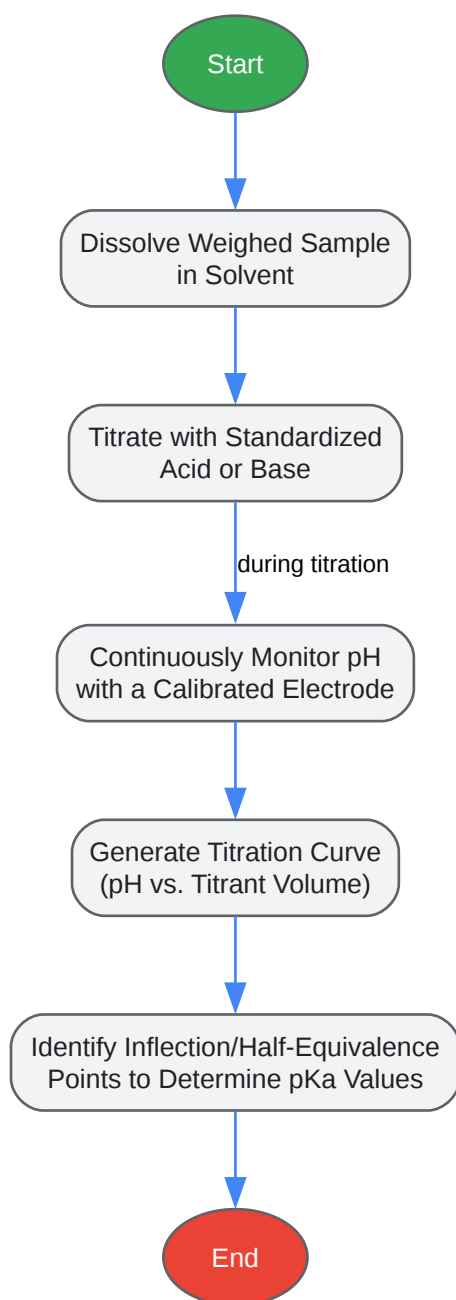 Start
Dissolve Weighed Sample
in Solvent
Titrate with Standardized
Acid or Base
during titration
Continuously Monitor pH
with a Calibrated Electrode
Generate Titration Curve
(pH vs. Titrant Volume)
Identify Inflection/Half-Equivalence
Points to Determine pKa Values
End